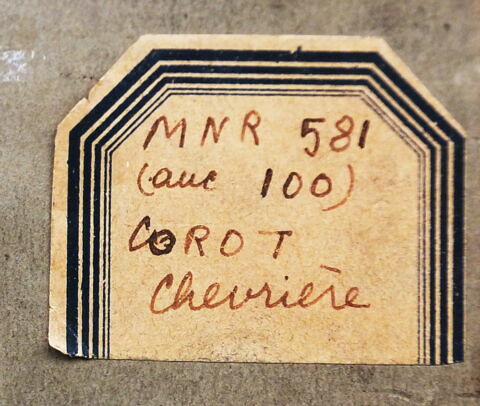 MNR 581
(anc 100)
COROT
Chevrière